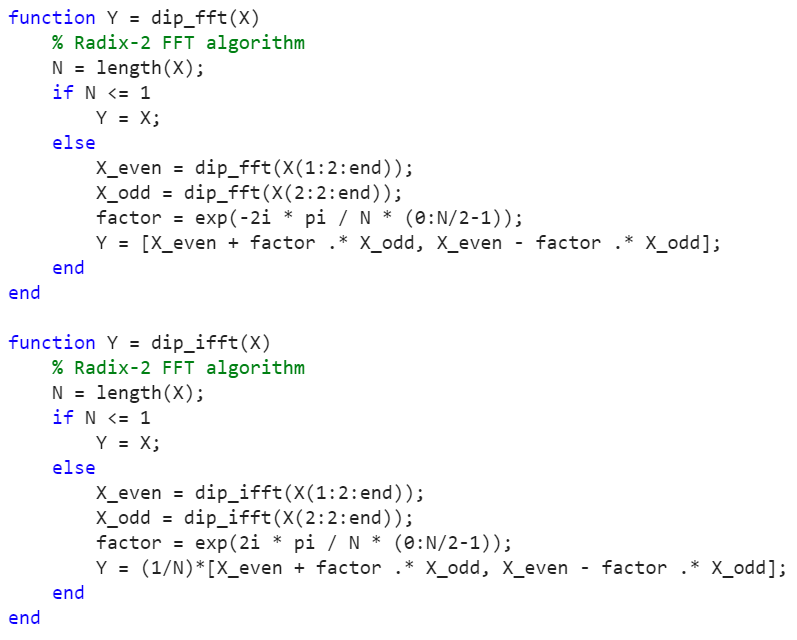 function Y = dip_fft(X)
    % Radix-2 FFT algorithm
    N = length(X);
    if N <= 1
        Y = X;
    else
        X_even = dip_fft(X(1:2:end));
        X_odd = dip_fft(X(2:2:end));
        factor = exp(-2i * pi / N * (0:N/2-1));
        Y = [X_even + factor .* X_odd, X_even - factor .* X_odd];
    end
end

function Y = dip_ifft(X)
    % Radix-2 FFT algorithm
    N = length(X);
    if N <= 1
        Y = X;
    else
        X_even = dip_ifft(X(1:2:end));
        X_odd = dip_ifft(X(2:2:end));
        factor = exp(2i * pi / N * (0:N/2-1));
        Y = (1/N)*[X_even + factor .* X_odd, X_even - factor .* X_odd];
    end
end